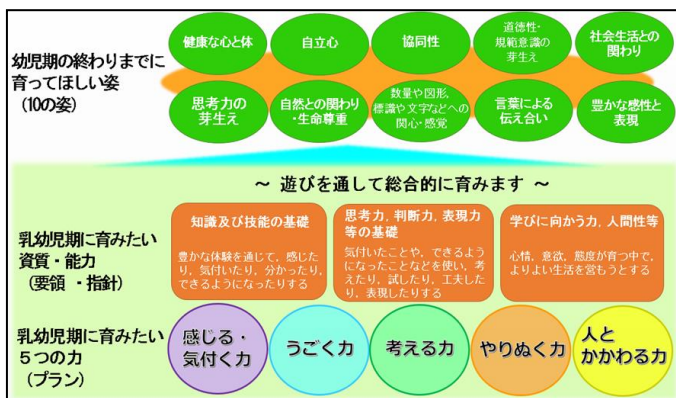 幼児期の終わりまでに
育ってほしい姿
(10の姿)
健康な心と体
自立心
協同性
道徳性・
規範意識の
芽生え
社会生活との
関わり
思考力の
芽生え
自然との関わり
・生命尊重
数量や図形,
標識や文字などへの
関心・感覚
言葉による
伝え合い
豊かな感性と
表現
~ 遊びを通して総合的に育みます ~
乳幼児期に育みたい
資質・能力
(要領 ・指針)
知識及び技能の基礎
豊かな体験を通じて, 感じた
り, 気付いたり, 分かったり,
できるようになったりする
思考力, 判断力, 表現力
等の基礎
気付いたことや, できるよう
になったことなどを使い, 考
えたり, 試したり, 工夫した
り, 表現したりする
学びに向かう力, 人間性等
心情, 意欲, 態度が育つ中で,
よりよい生活を営もうとする
乳幼児期に育みたい
5つの力
(プラン)
感じる・
気付く力
うごく力
考える力
やりぬく力
人と
かかわる力